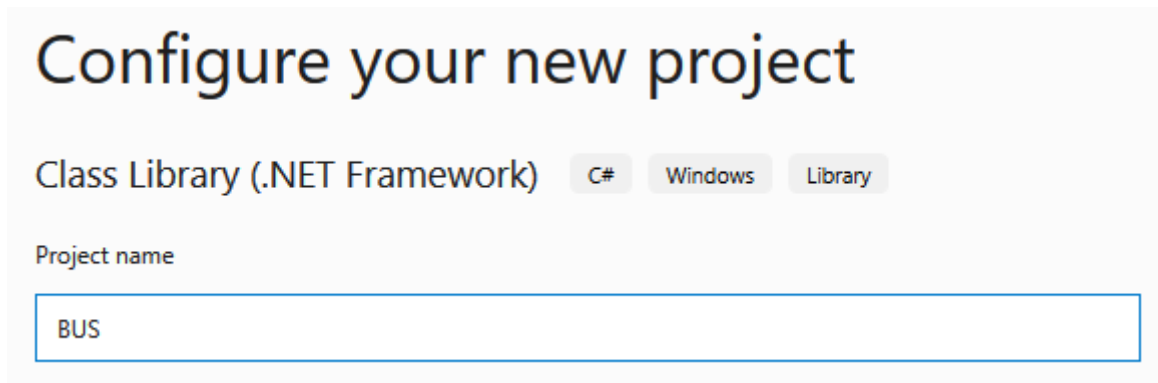 Configure your new project
Class Library (.NET Framework) C# Windows Library
Project name
BUS